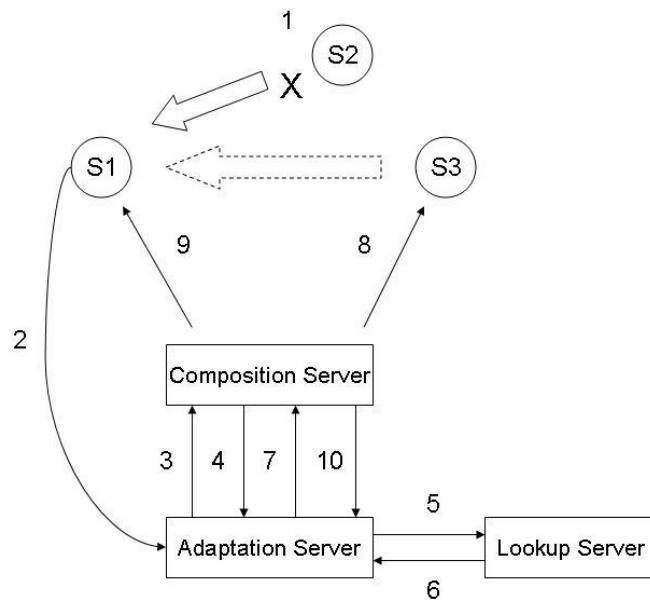 1
S2
X
S1
S3
9
8
2
Composition Server
3
4
7
10
5
Adaptation Server
Lookup Server
6